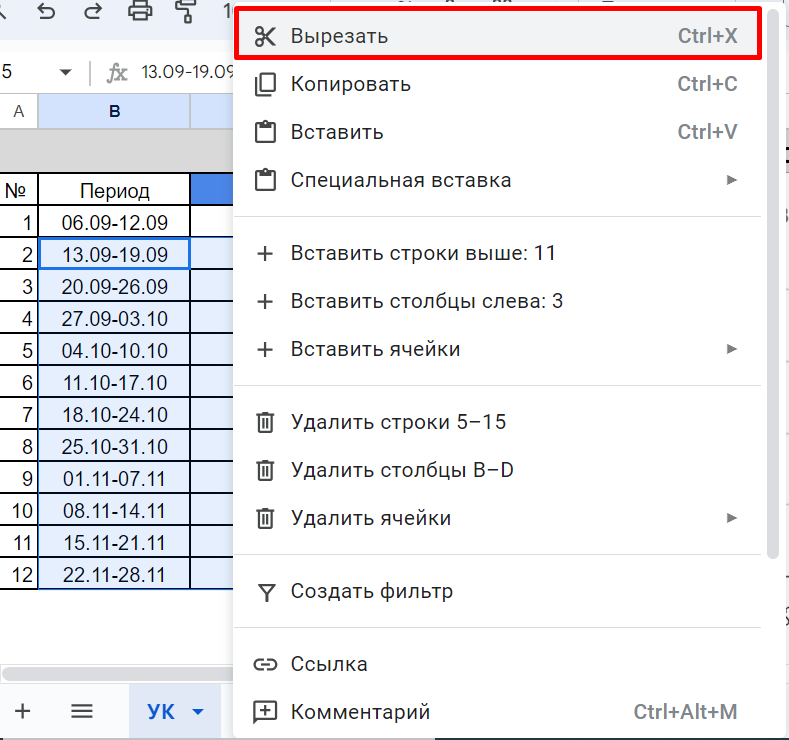 5
fx 13.09-19.09
A B
№ Период
1 06.09-12.09
2 13.09-19.09
3 20.09-26.09
4 27.09-03.10
5 04.10-10.10
6 11.10-17.10
7 18.10-24.10
8 25.10-31.10
9 01.11-07.11
10 08.11-14.11
11 15.11-21.11
12 22.11-28.11
УК
Вырезать Ctrl+X
Копировать Ctrl+C
Вставить Ctrl+V
Специальная вставка
Вставить строки выше: 11
Вставить столбцы слева: 3
Вставить ячейки
Удалить строки 5–15
Удалить столбцы B–D
Удалить ячейки
Создать фильтр
Ссылка
Комментарий Ctrl+Alt+M